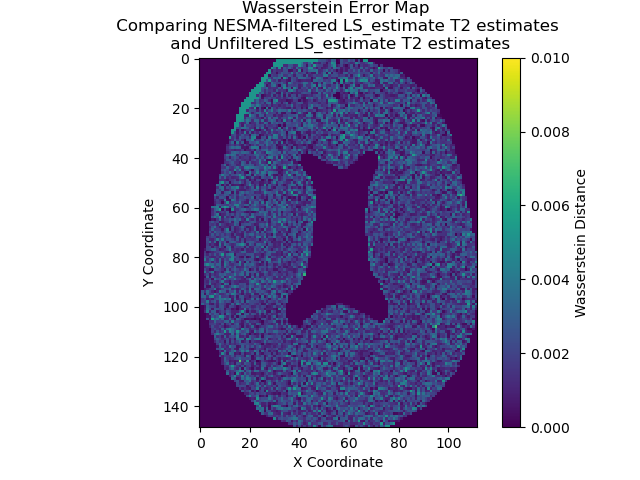 Wasserstein Error Map
Comparing NESMA-filtered LS_estimate T2 estimates
and Unfiltered LS_estimate T2 estimates
0
20
40
60
80
100
120
140
Y Coordinate
0 20 40 60 80 100
X Coordinate
0.010
0.008
0.006
0.004
0.002
0.000
Wasserstein Distance